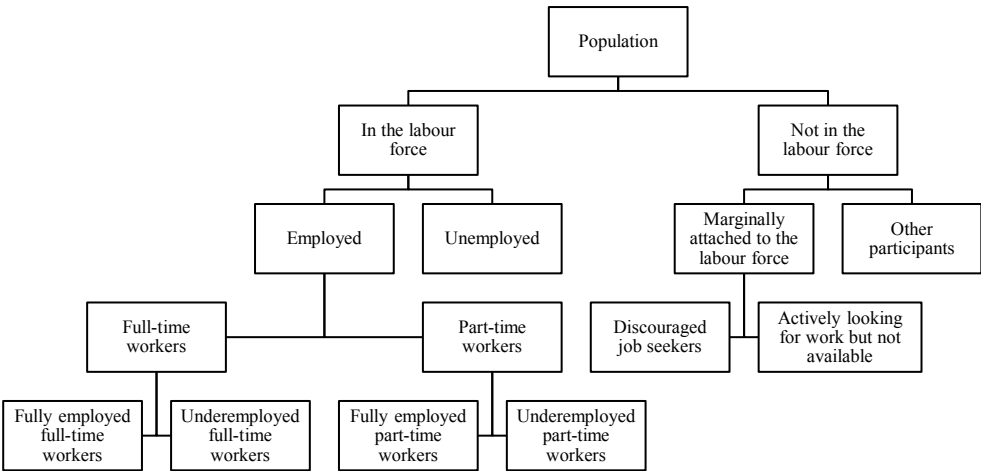 Population
In the labour
force
Not in the
labour force
Employed
Unemployed
Marginally
attached to the
labour force
Other
participants
Full-time
workers
Part-time
workers
Discouraged
job seekers
Actively looking
for work but not
available
Fully employed
full-time
workers
Underemployed
full-time
workers
Fully employed
part-time
workers
Underemployed
part-time
workers